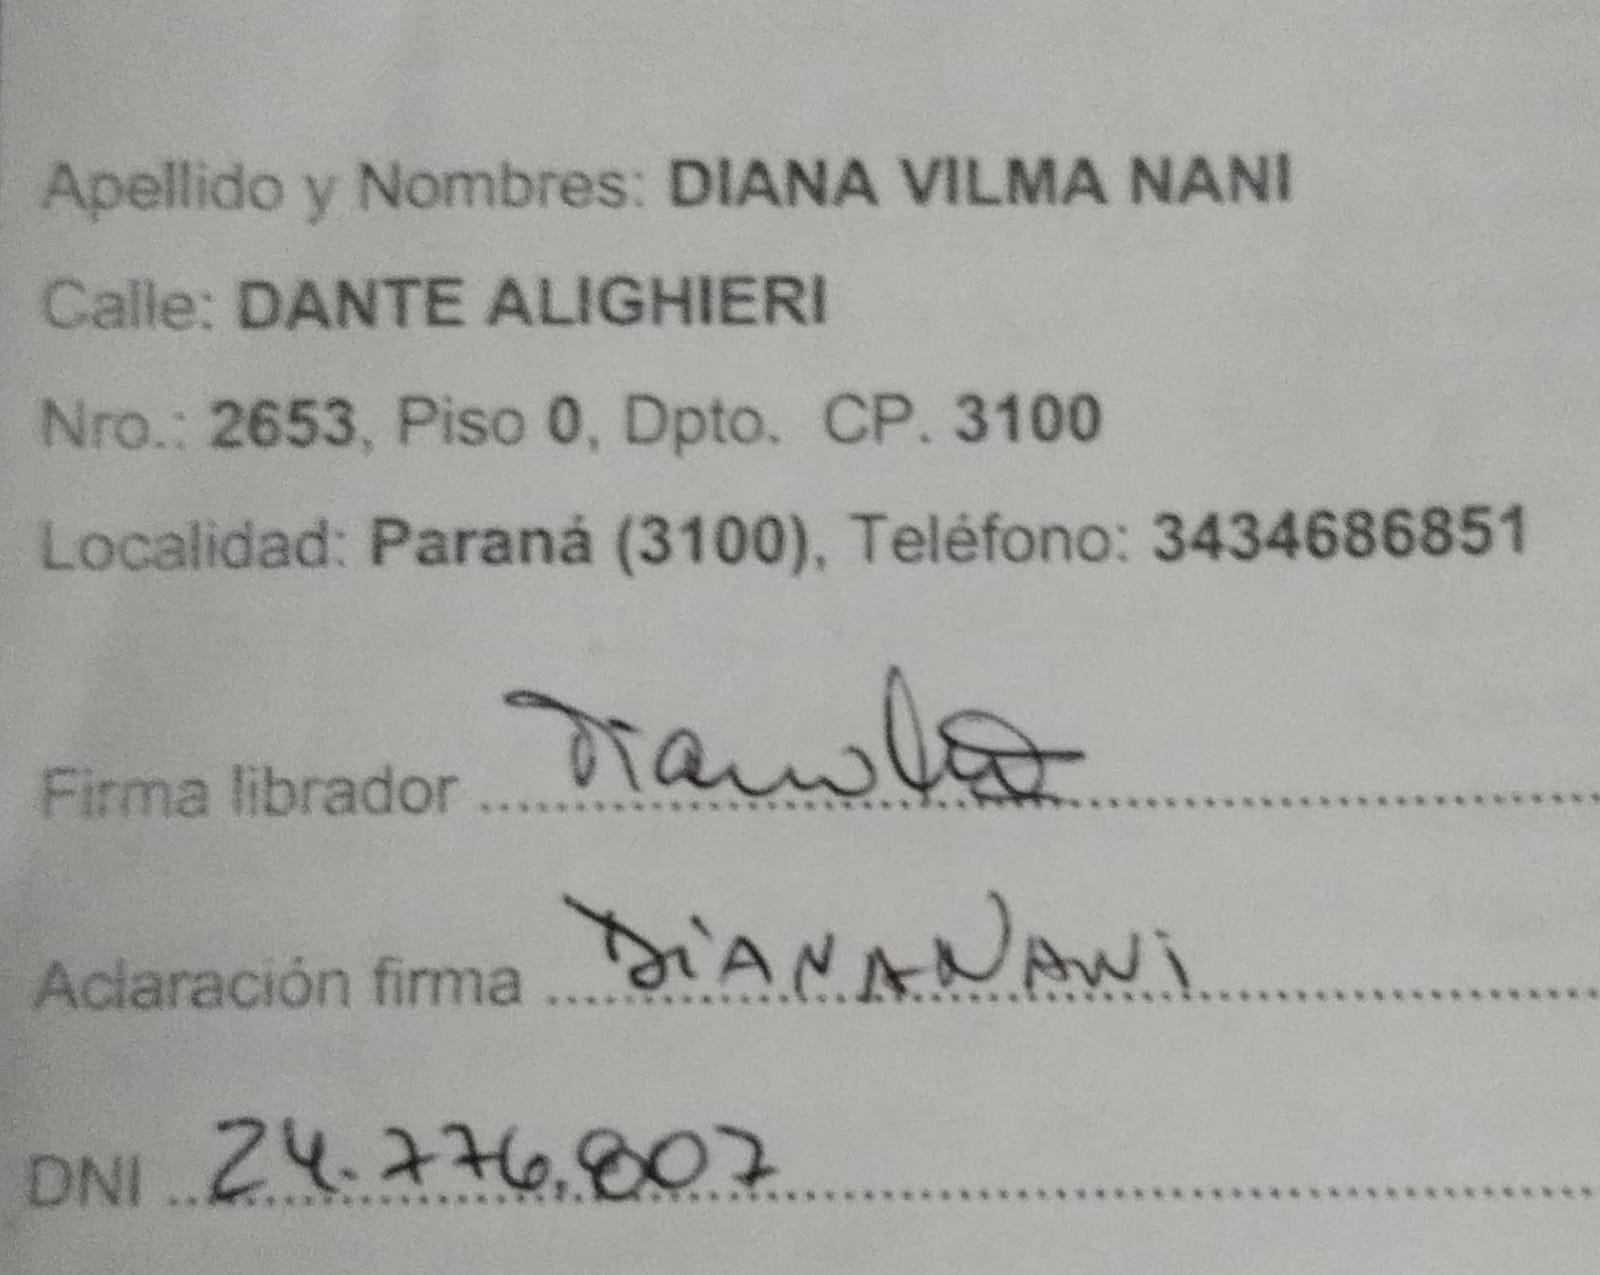 Apellido y Nombres: DIANA VILMA NANI
Calle: DANTE ALIGHIERI
Nro.: 2653, Piso 0, Dpto. CP. 3100
Localidad: Paraná (3100), Teléfono: 3434686851
Firma librador
Aclaración firma DIANA NANI
DNI 24.776.807